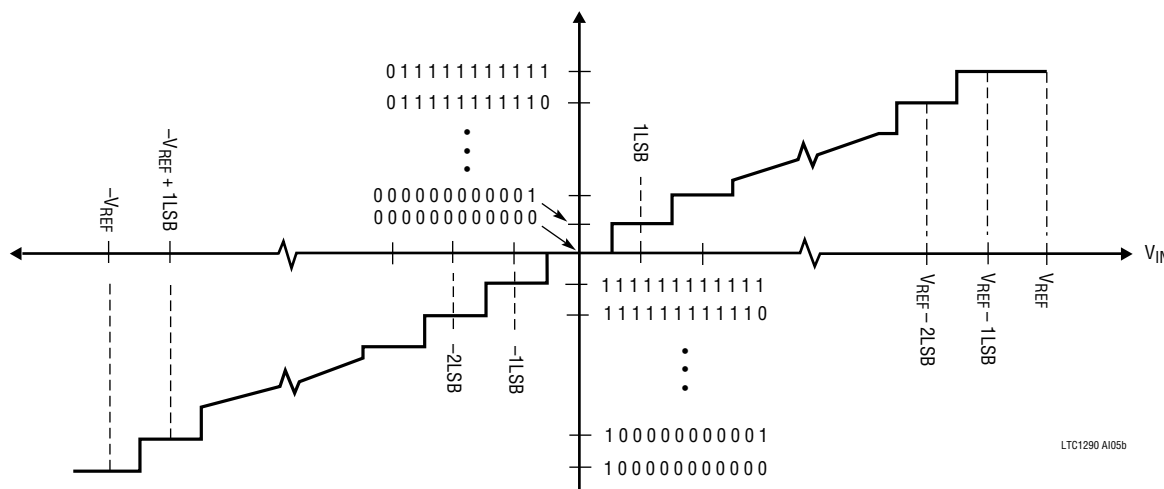 011111111111
011111111110
000000000001
000000000000
1LSB
–VREF + 1LSB
–VREF
VIN
111111111111
111111111110
VREF – 2LSB
VREF – 1LSB
VREF
–2LSB
–1LSB
100000000001
100000000000
LTC1290 AI05b